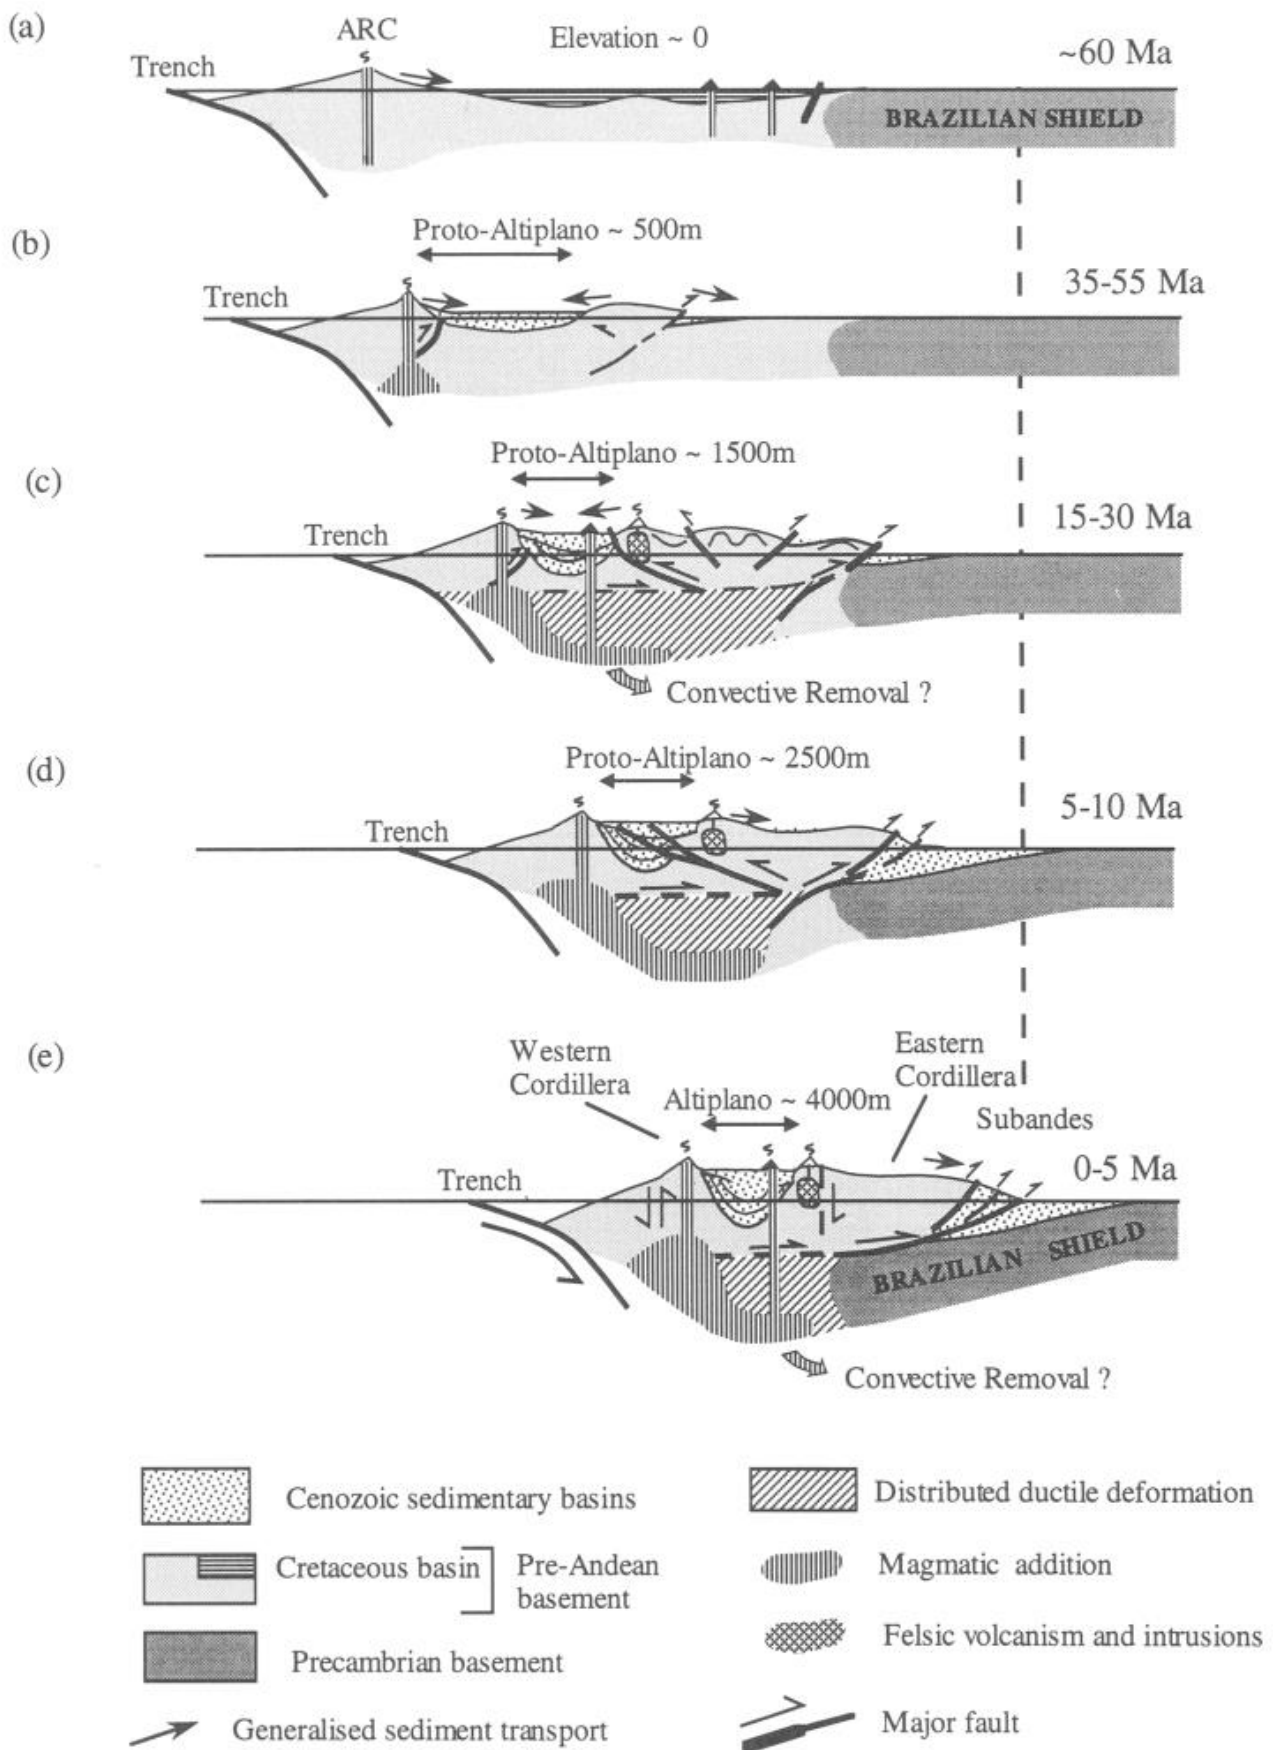 (a)
ARC
Elevation ~ 0
~60 Ma
Trench
BRAZILIAN SHIELD
(b)
Proto-Altiplano ~ 500m
35-55 Ma
Trench
(c)
Proto-Altiplano ~ 1500m
15-30 Ma
Trench
Convective Removal ?
(d)
Proto-Altiplano ~ 2500m
5-10 Ma
Trench
(e)
Western
Cordillera
Eastern
Cordillera
Altiplano ~ 4000m
Subandes
0-5 Ma
Trench
BRAZILIAN SHIELD
Convective Removal ?
Cenozoic sedimentary basins
Distributed ductile deformation
Cretaceous basin
Pre-Andean
basement
Magmatic addition
Felsic volcanism and intrusions
Precambrian basement
Generalised sediment transport
Major fault